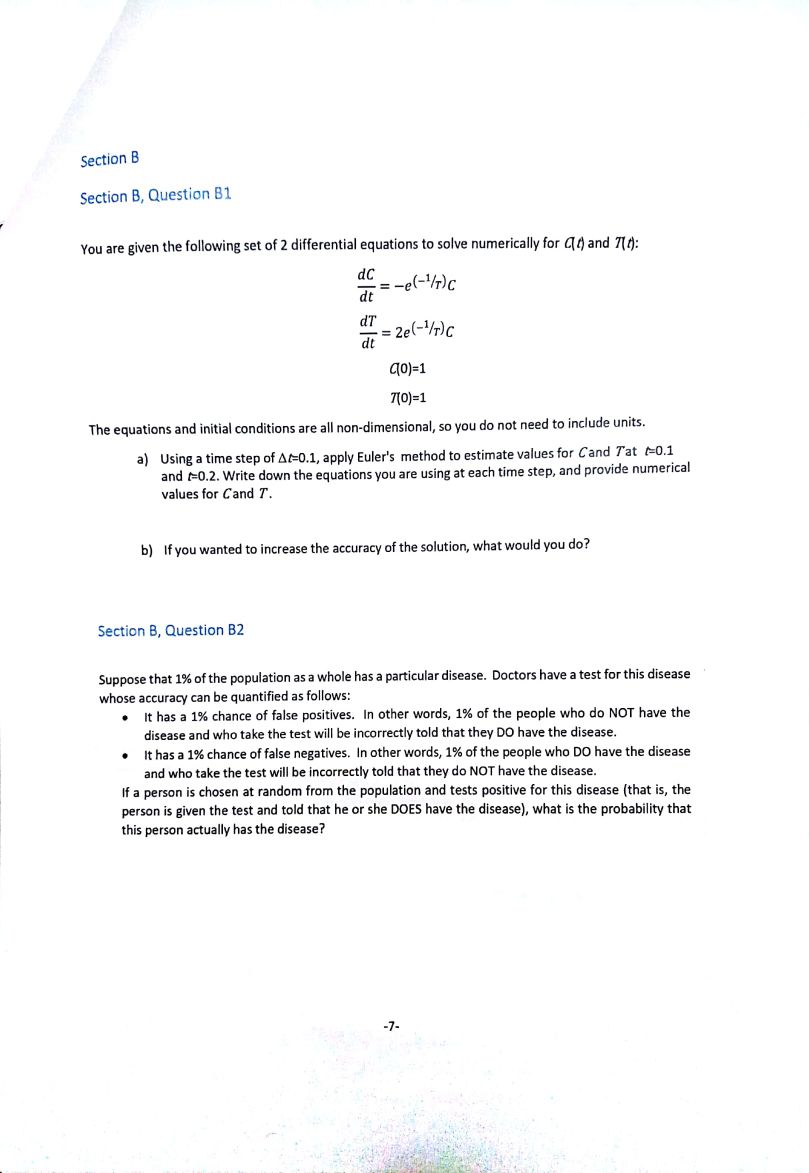 Section B
Section B, Question B1
You are given the following set of 2 differential equations to solve numerically for C(t) and T(t):
dC/dt = -e^(-1/T)C
dT/dt = 2e^(-1/T)C
C(0)=1
T(0)=1
The equations and initial conditions are all non-dimensional, so you do not need to include units.
a) Using a time step of Δt=0.1, apply Euler's method to estimate values for C and T at t=0.1
and t=0.2. Write down the equations you are using at each time step, and provide numerical
values for C and T.
b) If you wanted to increase the accuracy of the solution, what would you do?
Section B, Question B2
Suppose that 1% of the population as a whole has a particular disease. Doctors have a test for this disease
whose accuracy can be quantified as follows:
• It has a 1% chance of false positives. In other words, 1% of the people who do NOT have the
disease and who take the test will be incorrectly told that they DO have the disease.
• It has a 1% chance of false negatives. In other words, 1% of the people who DO have the disease
and who take the test will be incorrectly told that they do NOT have the disease.
If a person is chosen at random from the population and tests positive for this disease (that is, the
person is given the test and told that he or she DOES have the disease), what is the probability that
this person actually has the disease?
-7-